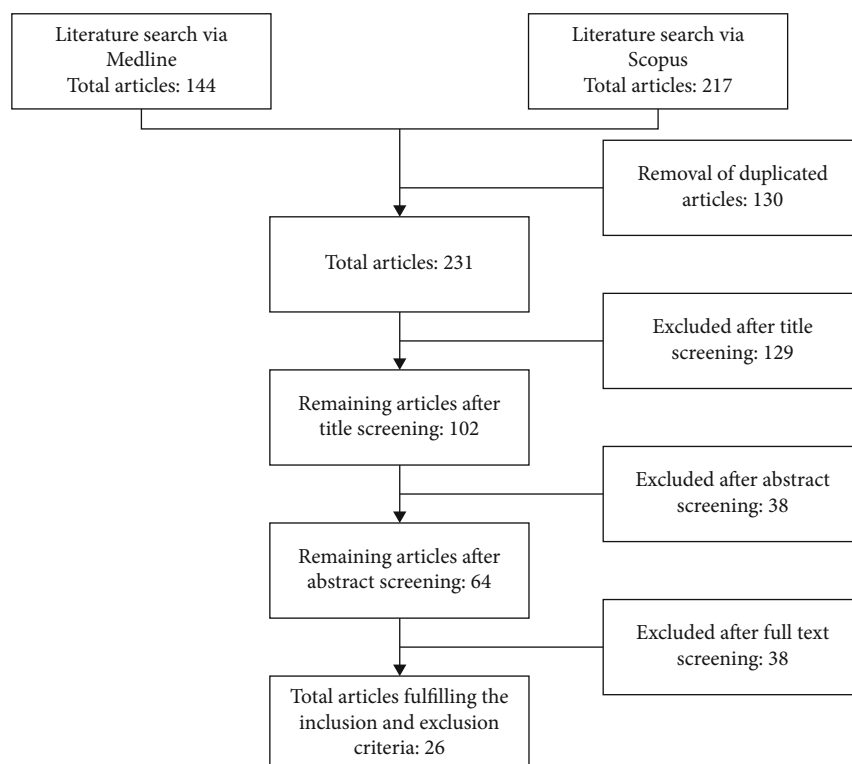 Literature search via
Medline
Total articles: 144
Literature search via
Scopus
Total articles: 217
Removal of duplicated
articles: 130
Total articles: 231
Excluded after title
screening: 129
Remaining articles after
title screening: 102
Excluded after abstract
screening: 38
Remaining articles after
abstract screening: 64
Excluded after full text
screening: 38
Total articles fulfilling the
inclusion and exclusion
criteria: 26